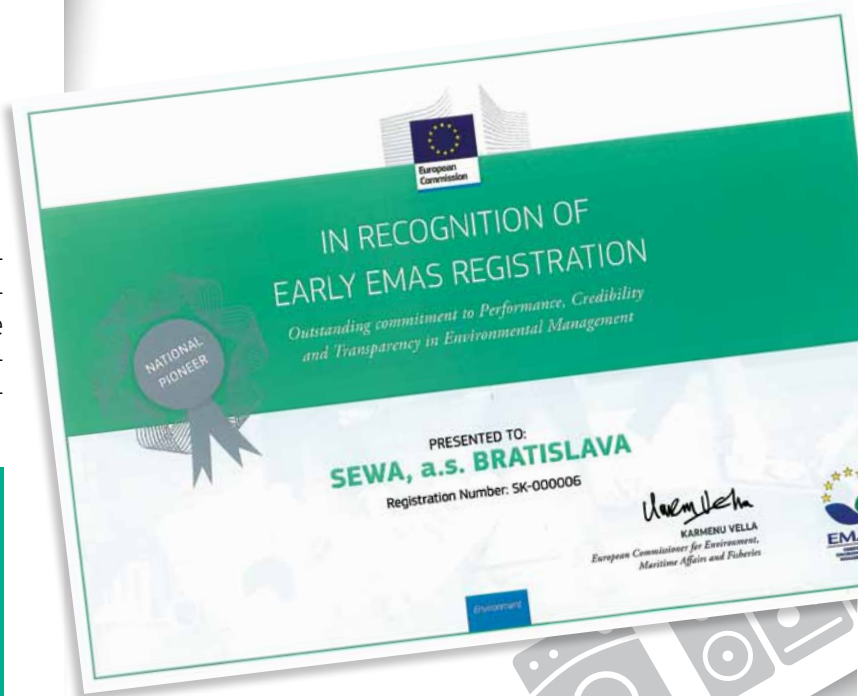 European
Commission
IN RECOGNITION OF
EARLY EMAS REGISTRATION
Outstanding commitment to Performance, Credibility
and Transparency in Environmental Management
NATIONAL
PIONEER
PRESENTED TO:
SEWA, a.s. BRATISLAVA
Registration Number: SK-000006
KARMENU VELLA
European Commissioner for Environment,
Maritime Affairs and Fisheries
Environment